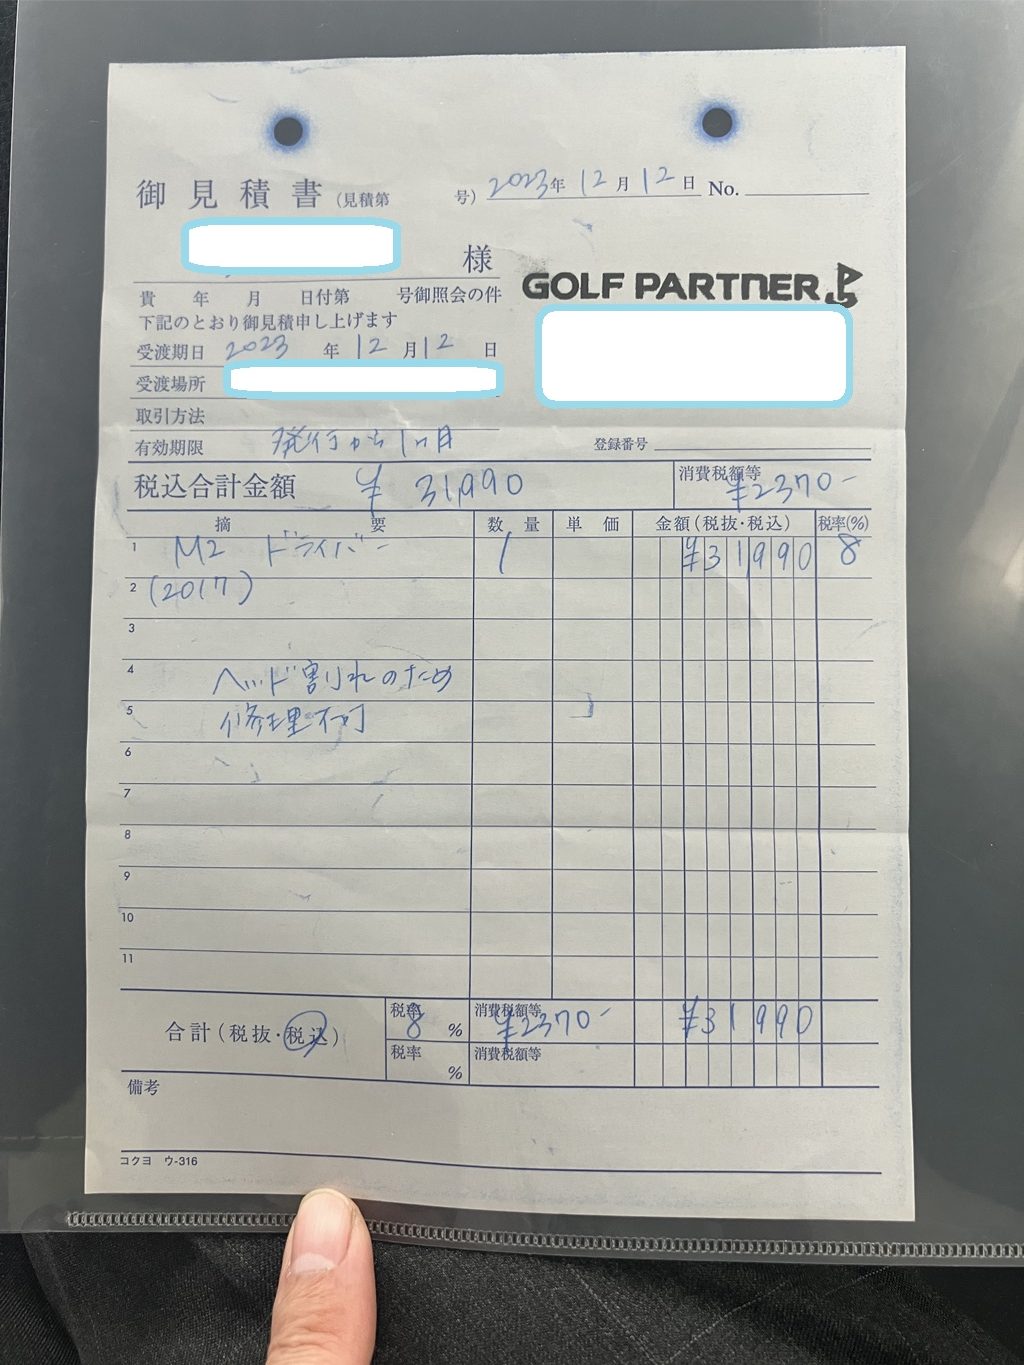 御見積書(見積第 号) 2023年 12月 12日 No.
様
GOLF PARTNER
貴 年 月 日付第 号御照会の件
下記のとおり御見積申し上げます
受渡期日 2023 年 12 月 12 日
受渡場所
取引方法
有効期限 発行から1ヶ月
登録番号
税込合計金額 ¥31,990 消費税額等 ¥2370-
摘 要 数 量 単 価 金額(税抜・税込) 税率(%)
1 M2 ドライバー 1 ¥31990 8
2 (2017)
3
4 ヘッド割れのため
5 修理不可
6
7
8
9
10
11
合計(税抜・税込) 税率 8 % 消費税額等 ¥2370- ¥31990
税率 % 消費税額等
備考
コクヨ ウ-316